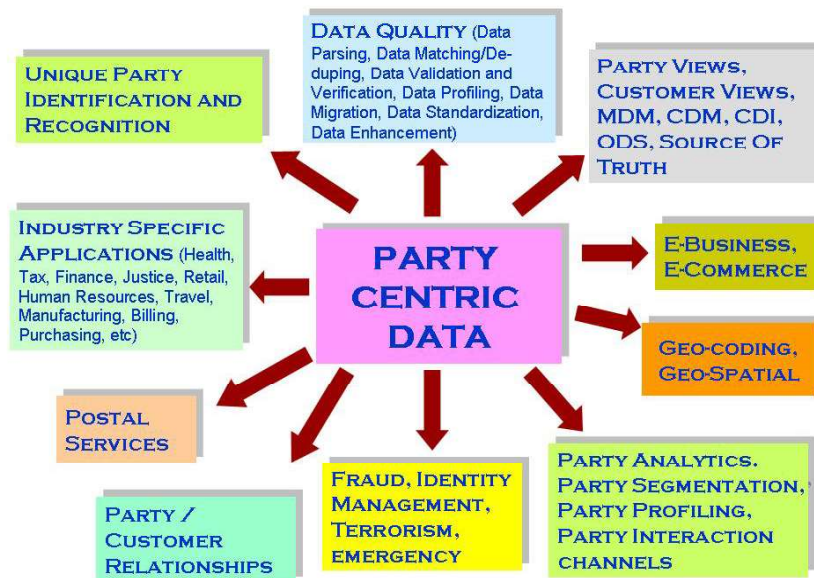 DATA QUALITY (Data
Parsing, Data Matching/De-
duping, Data Validation and
Verification, Data Profiling, Data
Migration, Data Standardization,
Data Enhancement)
UNIQUE PARTY
IDENTIFICATION AND
RECOGNITION
PARTY VIEWS,
CUSTOMER VIEWS,
MDM, CDM, CDI,
ODS, SOURCE OF
TRUTH
INDUSTRY SPECIFIC
APPLICATIONS (Health,
Tax, Finance, Justice, Retail,
Human Resources, Travel,
Manufacturing, Billing,
Purchasing, etc)
PARTY
CENTRIC
DATA
E-BUSINESS,
E-COMMERCE
GEO-CODING,
GEO-SPATIAL
POSTAL
SERVICES
PARTY /
CUSTOMER
RELATIONSHIPS
FRAUD, IDENTITY
MANAGEMENT,
TERRORISM,
EMERGENCY
PARTY ANALYTICS.
PARTY SEGMENTATION,
PARTY PROFILING,
PARTY INTERACTION
CHANNELS